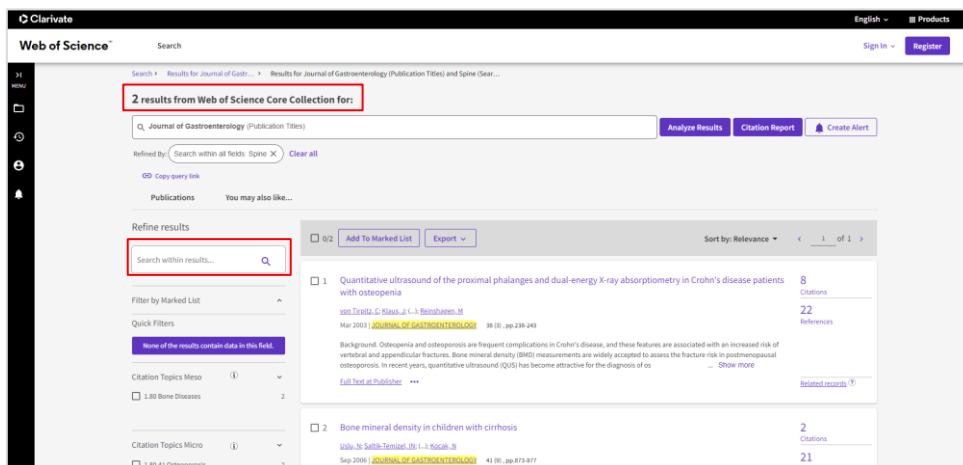 Clarivate
English
Products
Web of Science™
Search
Sign In
Register
MENU
Search > Results for Journal of Gastr... > Results for Journal of Gastroenterology (Publication Titles) and Spine (Sear...
2 results from Web of Science Core Collection for:
Journal of Gastroenterology (Publication Titles)
Analyze Results
Citation Report
Create Alert
Refined By:
Search within all fields: Spine
Clear all
Copy query link
Publications
You may also like...
Refine results
Search within results...
Filter by Marked List
Quick Filters
None of the results contain data in this field.
Citation Topics Meso
1.80 Bone Diseases 2
Citation Topics Micro
1.80.41 Osteoporosis 2
0/2
Add To Marked List
Export
Sort by: Relevance
1 of 1
1
Quantitative ultrasound of the proximal phalanges and dual-energy X-ray absorptiometry in Crohn's disease patients
with osteopenia
von Tirpitz, C; Klaus, J; (...); Reinshagen, M
Mar 2003 | JOURNAL OF GASTROENTEROLOGY 38 (3) , pp.238-243
Background. Osteopenia and osteoporosis are frequent complications in Crohn's disease, and these features are associated with an increased risk of
vertebral and appendicular fractures. Bone mineral density (BMD) measurements are widely accepted to assess the fracture risk in postmenopausal
osteoporosis. In recent years, quantitative ultrasound (QUS) has become attractive for the diagnosis of os ... Show more
Full Text at Publisher
8
Citations
22
References
Related records
2
Bone mineral density in children with cirrhosis
Uslu, N; Saltik-Temizel, IN; (...); Kocak, N
Sep 2006 | JOURNAL OF GASTROENTEROLOGY 41 (9) , pp.873-877
2
Citations
21